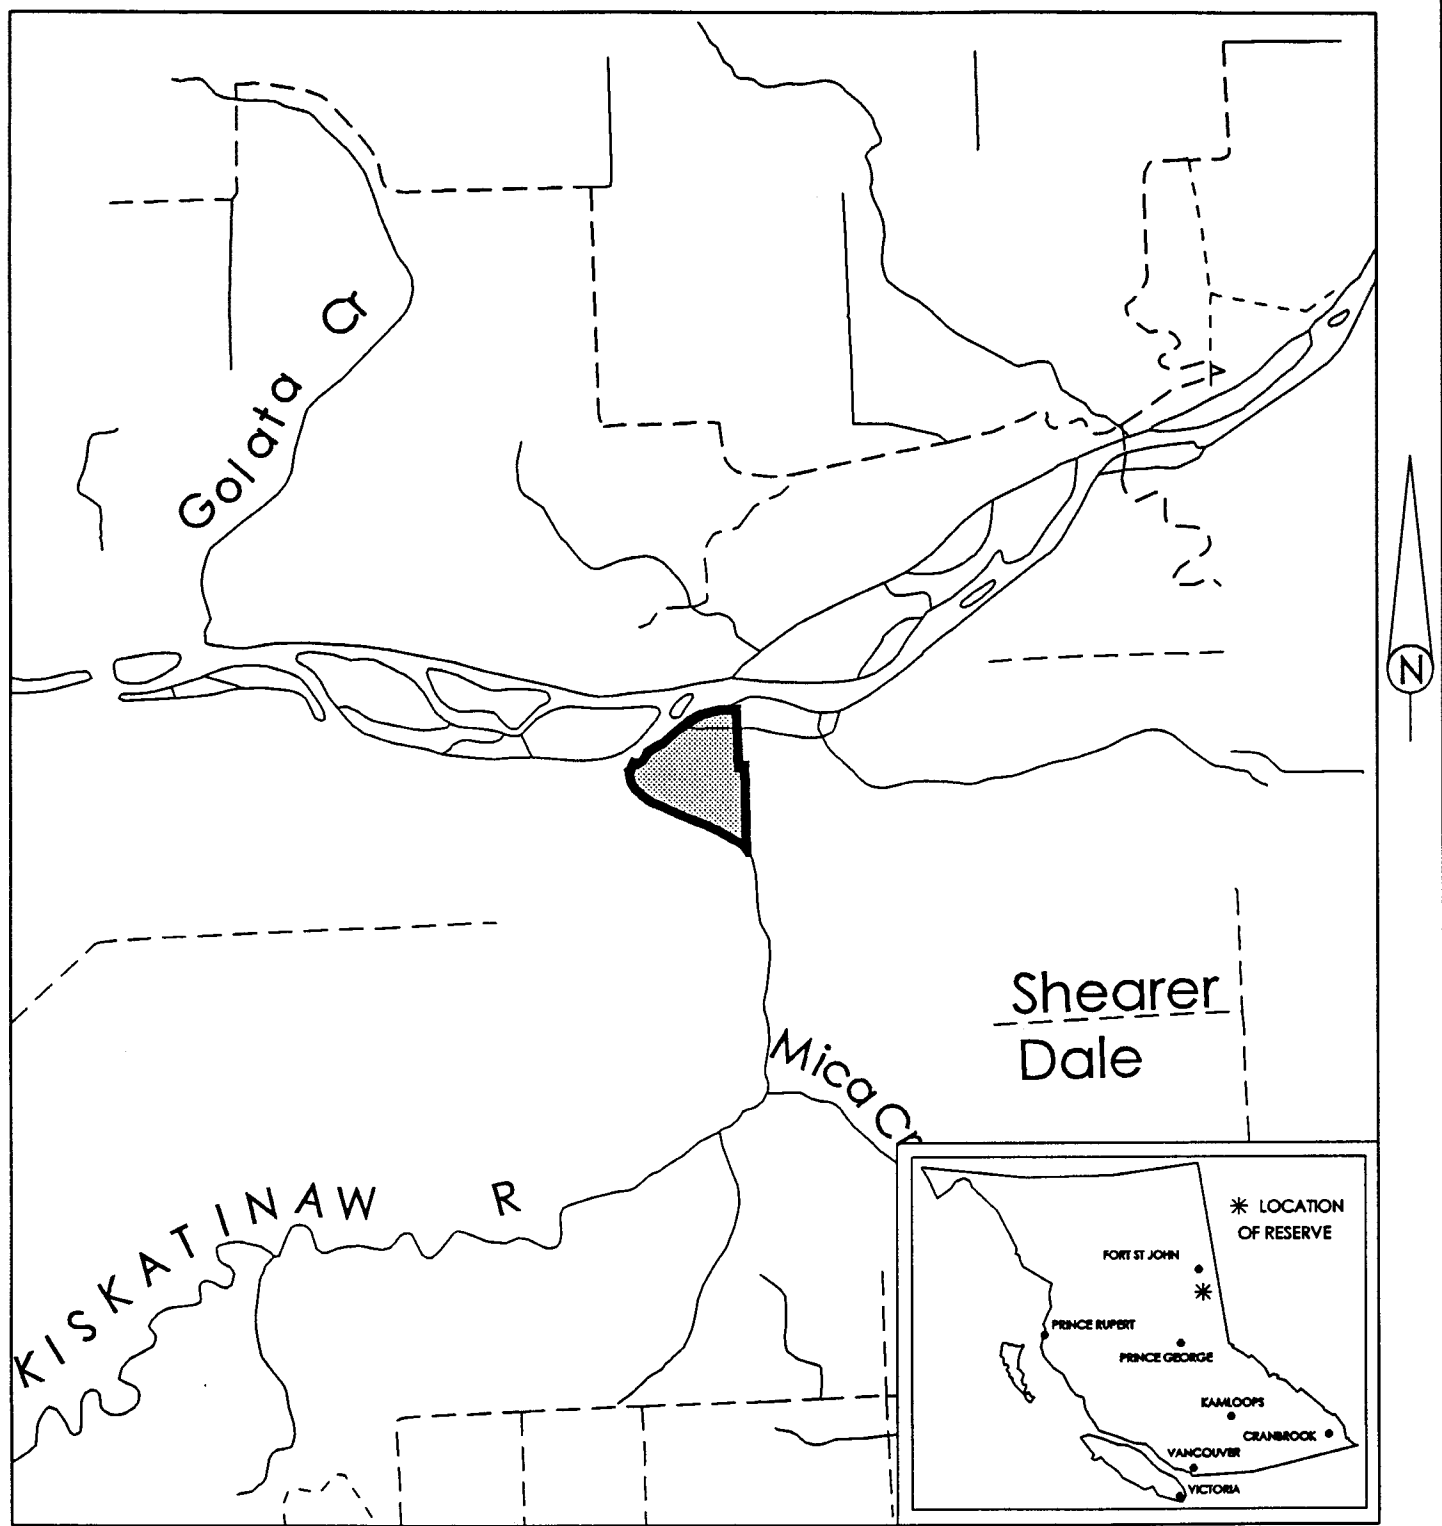 Golata Cr
N
Shearer
Dale
Mica Cr
KISKATINAW R
LOCATION
OF RESERVE
FORT ST JOHN
PRINCE RUPERT
PRINCE GEORGE
KAMLOOPS
CRANBROOK
VANCOUVER
VICTORIA